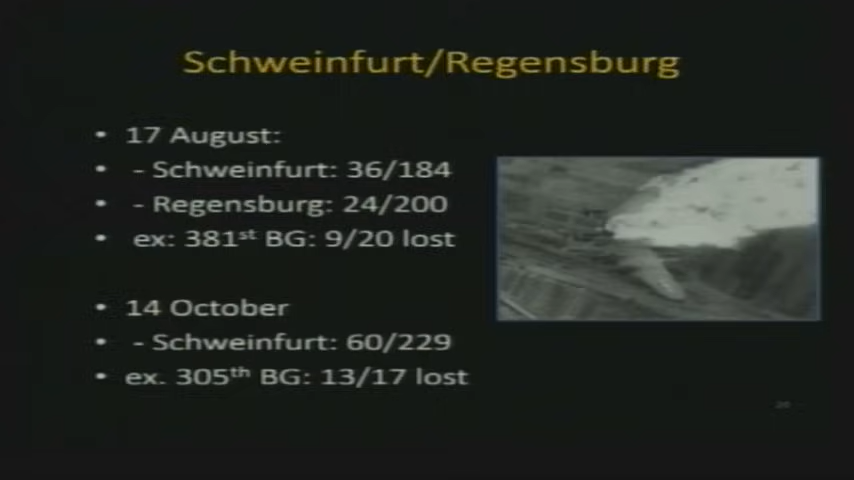 Schweinfurt/Regensburg
• 17 August:
• - Schweinfurt: 36/184
• - Regensburg: 24/200
• ex: 381st BG: 9/20 lost
• 14 October
• - Schweinfurt: 60/229
• ex. 305th BG: 13/17 lost